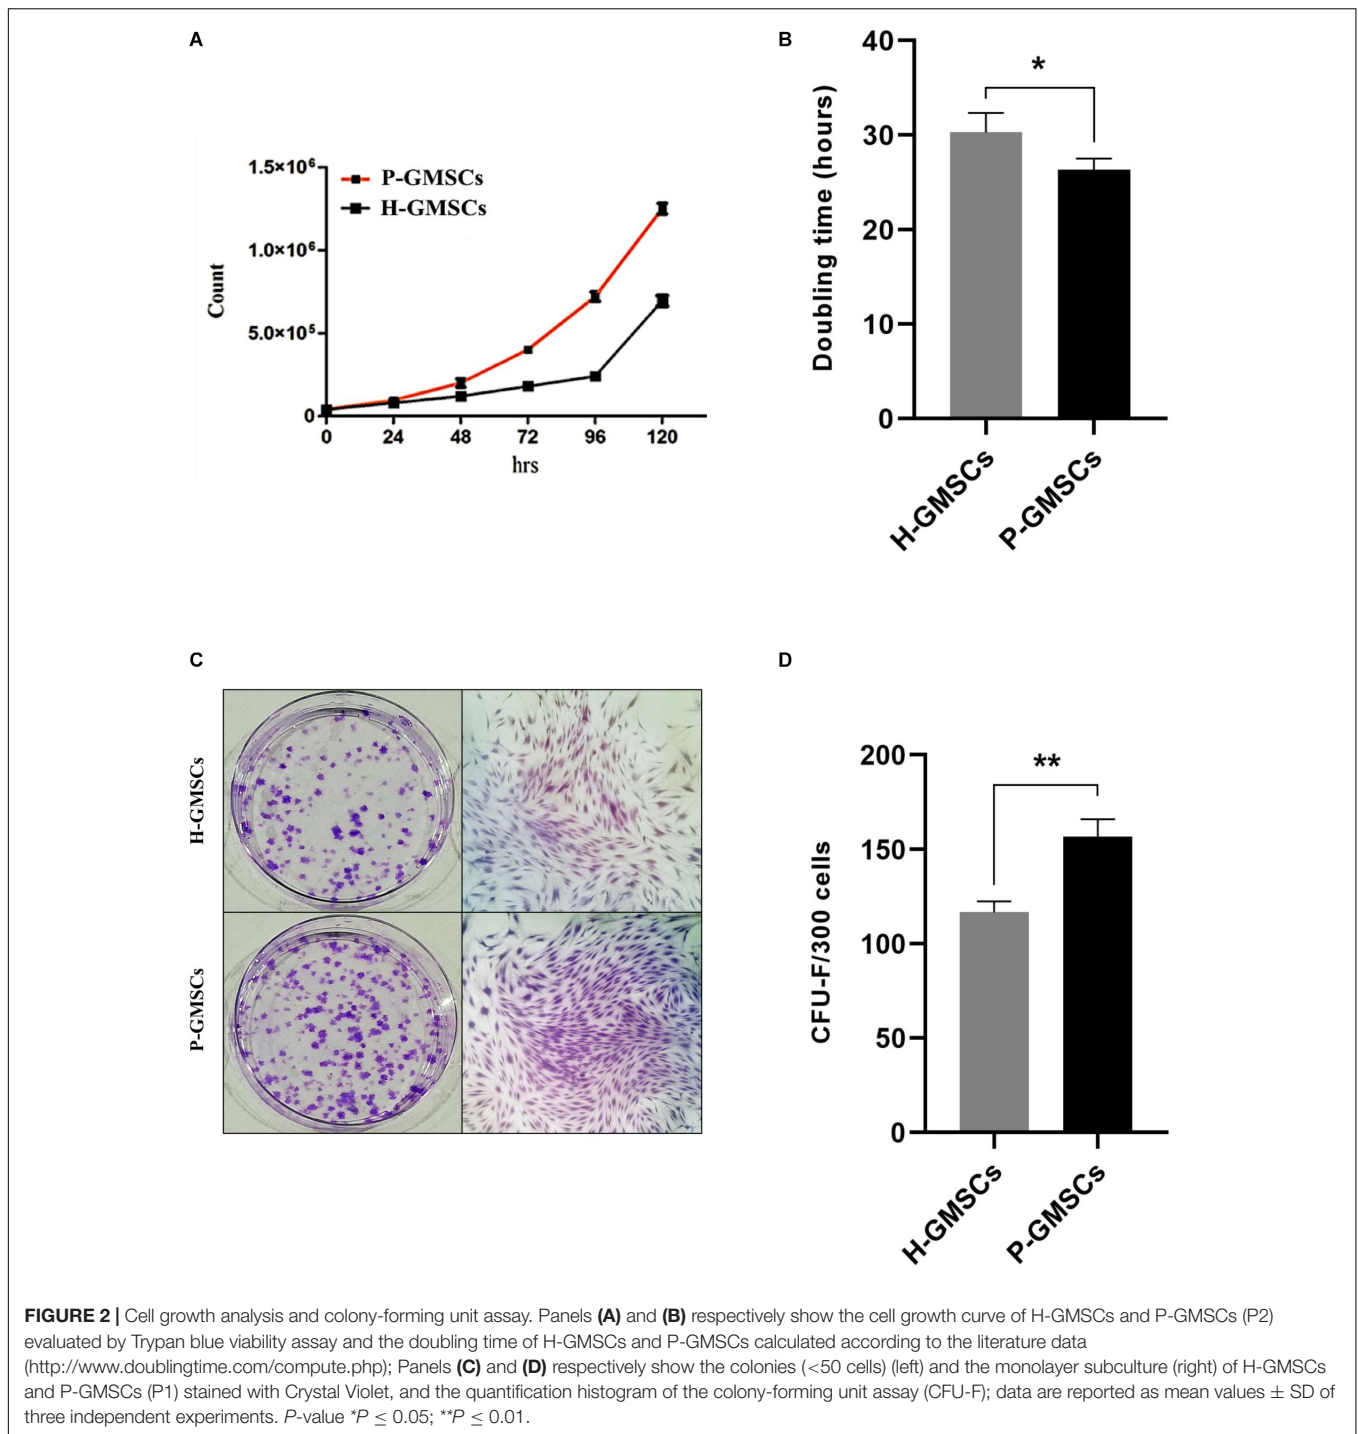 A
1.5×10⁶
1.0×10⁶
5.0×10⁵
0
Count
P-GMSCs
H-GMSCs
0 24 48 72 96 120
hrs
B
40
30
20
10
0
Doubling time (hours)
*
H-GMSCs
P-GMSCs
C
H-GMSCs
P-GMSCs
D
200
150
100
50
0
CFU-F/300 cells
**
H-GMSCs
P-GMSCs
FIGURE 2 | Cell growth analysis and colony-forming unit assay. Panels (A) and (B) respectively show the cell growth curve of H-GMSCs and P-GMSCs (P2)
evaluated by Trypan blue viability assay and the doubling time of H-GMSCs and P-GMSCs calculated according to the literature data
(http://www.doublingtime.com/compute.php); Panels (C) and (D) respectively show the colonies (<50 cells) (left) and the monolayer subculture (right) of H-GMSCs
and P-GMSCs (P1) stained with Crystal Violet, and the quantification histogram of the colony-forming unit assay (CFU-F); data are reported as mean values ± SD of
three independent experiments. P-value *P ≤ 0.05; **P ≤ 0.01.